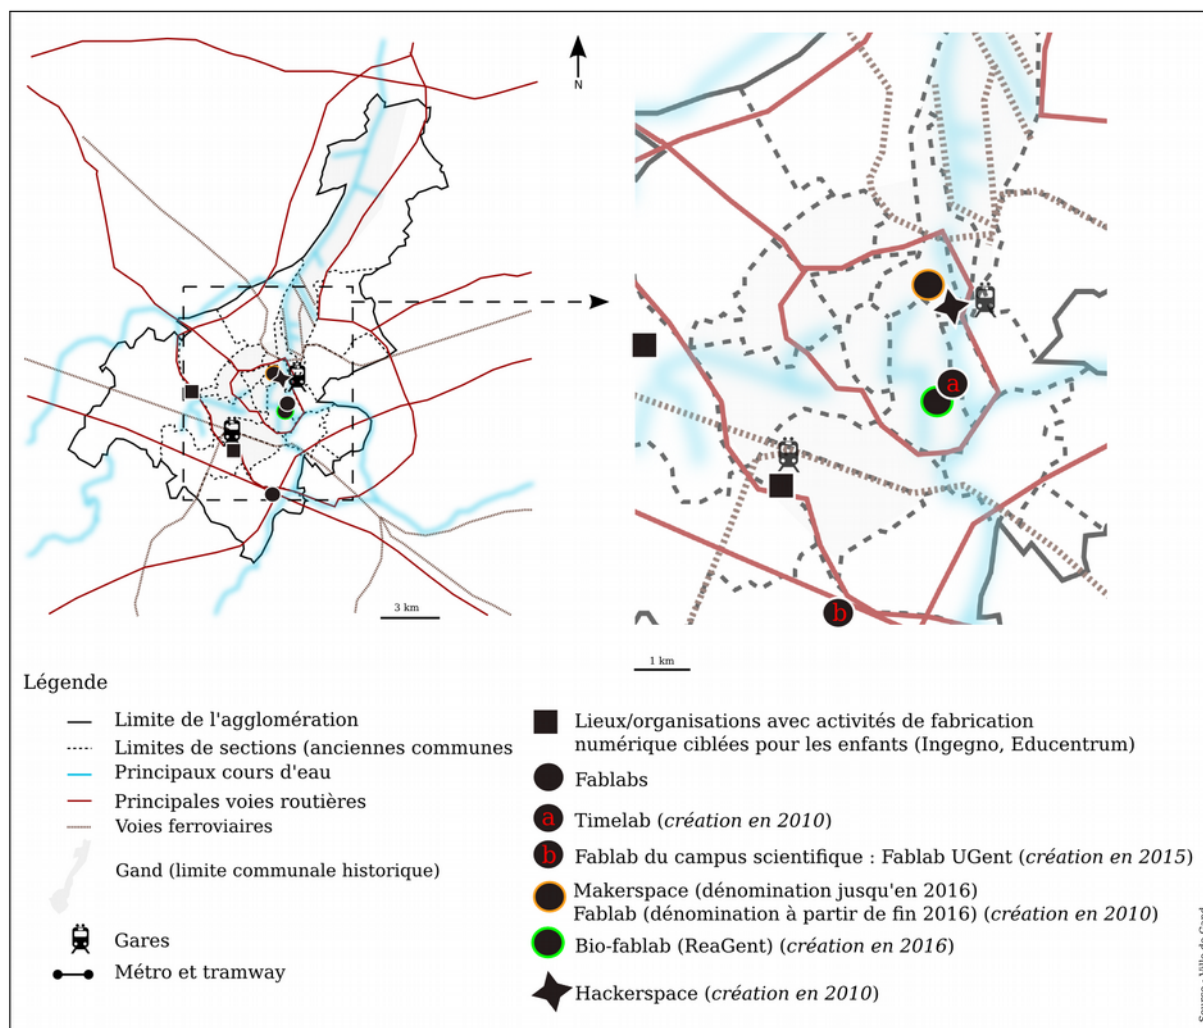 N
a
b
3 km
1 km
Légende
Limite de l'agglomération
Limites de sections (anciennes communes
Principaux cours d'eau
Principales voies routières
Voies ferroviaires
Gand (limite communale historique)
Gares
Métro et tramway
Lieux/organisations avec activités de fabrication
numérique ciblées pour les enfants (Ingegno, Educentrum)
Fablabs
a Timelab (création en 2010)
b Fablab du campus scientifique : Fablab UGent (création en 2015)
Makerspace (dénomination jusqu'en 2016)
Fablab (dénomination à partir de fin 2016) (création en 2010)
Bio-fablab (ReaGent) (création en 2016)
Hackerspace (création en 2010)
Source : Ville de Gand